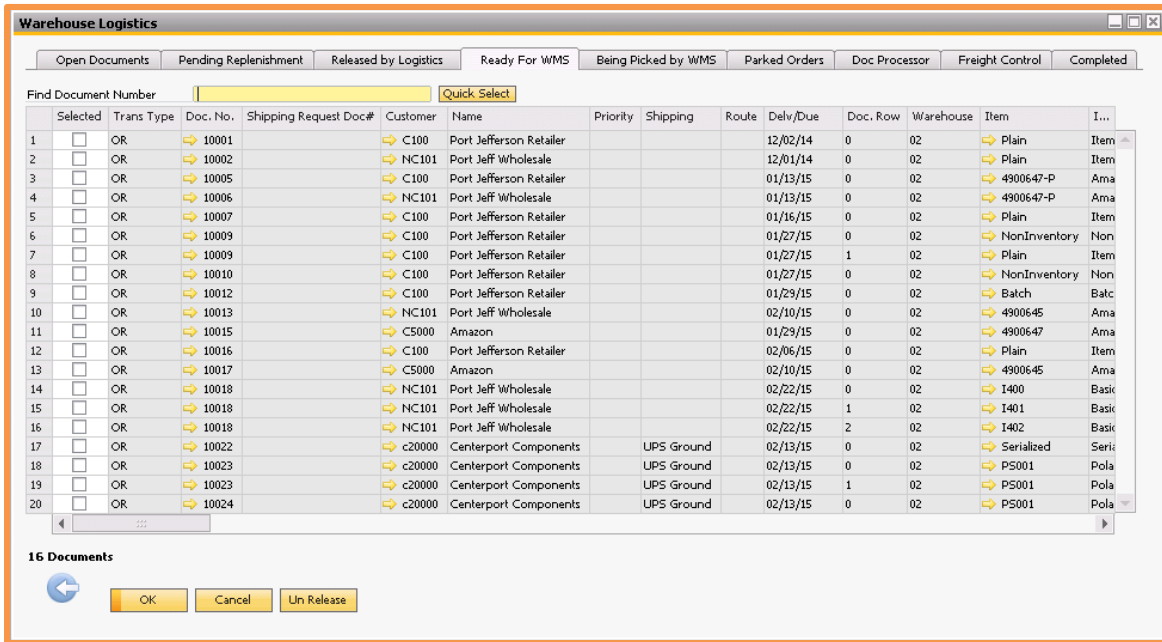 Warehouse Logistics
Open Documents Pending Replenishment Released by Logistics Ready For WMS Being Picked by WMS Parked Orders Doc Processor Freight Control Completed
Find Document Number Quick Select
Selected Trans Type Doc. No. Shipping Request Doc# Customer Name Priority Shipping Route Delv/Due Doc. Row Warehouse Item I...
1 OR 10001 C100 Port Jefferson Retailer 12/02/14 0 02 Plain Item
2 OR 10002 NC101 Port Jeff Wholesale 12/01/14 0 02 Plain Item
3 OR 10005 C100 Port Jefferson Retailer 01/13/15 0 02 4900647-P Ama
4 OR 10006 NC101 Port Jeff Wholesale 01/13/15 0 02 4900647-P Ama
5 OR 10007 C100 Port Jefferson Retailer 01/16/15 0 02 Plain Item
6 OR 10009 C100 Port Jefferson Retailer 01/27/15 0 02 NonInventory Non
7 OR 10009 C100 Port Jefferson Retailer 01/27/15 1 02 Plain Item
8 OR 10010 C100 Port Jefferson Retailer 01/27/15 0 02 NonInventory Non
9 OR 10012 C100 Port Jefferson Retailer 01/29/15 0 02 Batch Batc
10 OR 10013 NC101 Port Jeff Wholesale 02/10/15 0 02 4900645 Ama
11 OR 10015 C5000 Amazon 01/29/15 0 02 4900647 Ama
12 OR 10016 C100 Port Jefferson Retailer 02/06/15 0 02 Plain Item
13 OR 10017 C5000 Amazon 02/10/15 0 02 4900645 Ama
14 OR 10018 NC101 Port Jeff Wholesale 02/22/15 0 02 I400 Basic
15 OR 10018 NC101 Port Jeff Wholesale 02/22/15 1 02 I401 Basic
16 OR 10018 NC101 Port Jeff Wholesale 02/22/15 2 02 I402 Basic
17 OR 10022 c20000 Centerport Components UPS Ground 02/13/15 0 02 Serialized Seria
18 OR 10023 c20000 Centerport Components UPS Ground 02/13/15 0 02 PS001 Pola
19 OR 10023 c20000 Centerport Components UPS Ground 02/13/15 1 02 PS001 Pola
20 OR 10024 c20000 Centerport Components UPS Ground 02/13/15 0 02 PS001 Pola
16 Documents
OK Cancel Un Release